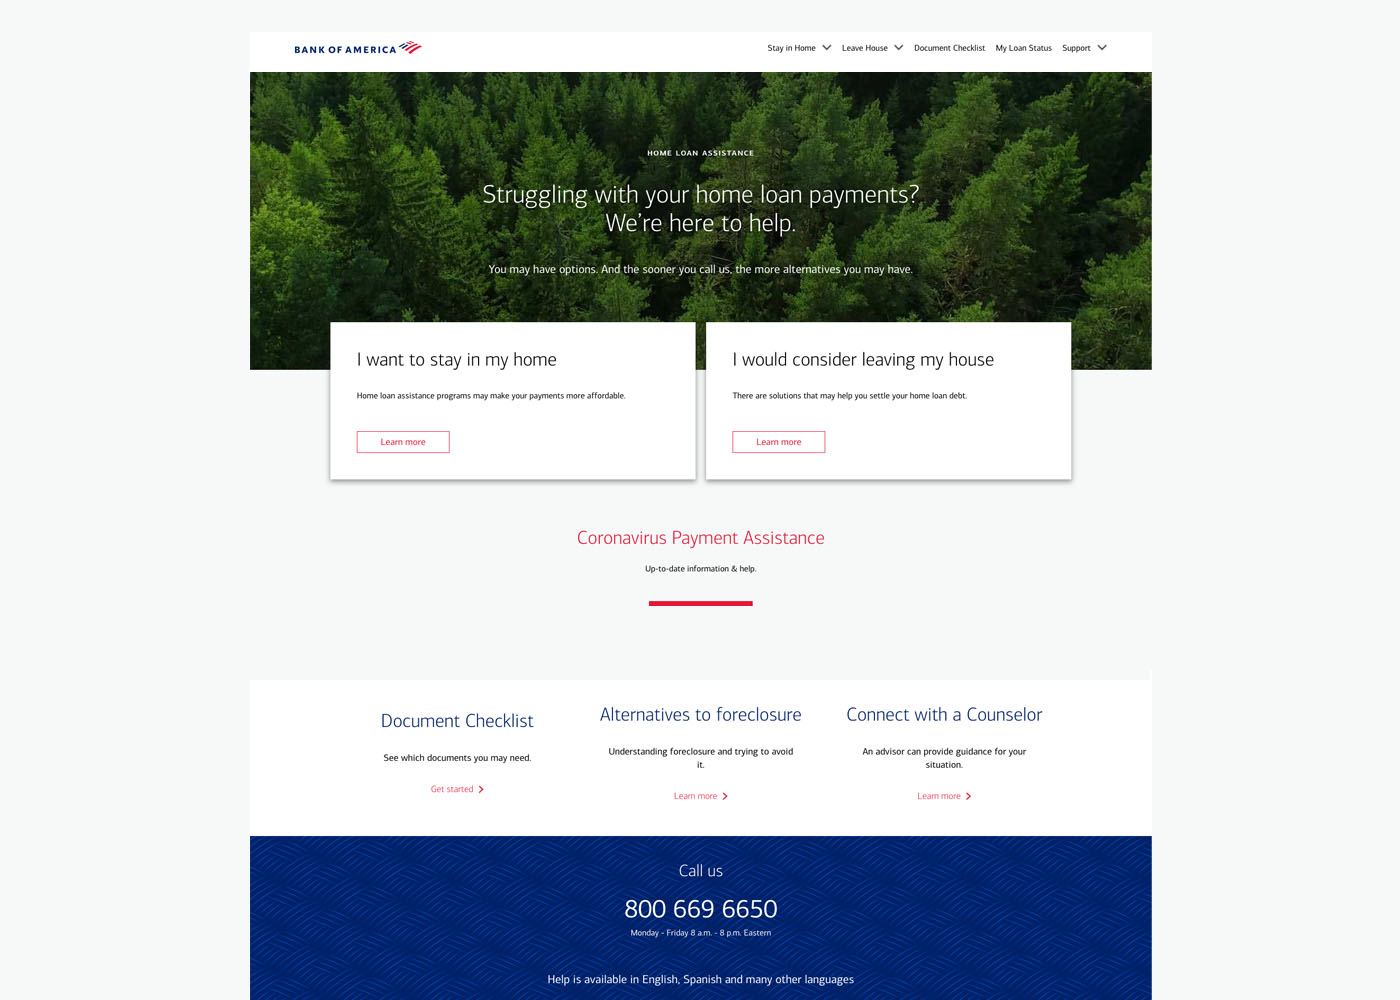 BANK OF AMERICA
Stay in Home Leave House Document Checklist My Loan Status Support
HOME LOAN ASSISTANCE
Struggling with your home loan payments?
We're here to help.
You may have options. And the sooner you call us, the more alternatives you may have.
I want to stay in my home
Home loan assistance programs may make your payments more affordable.
Learn more
I would consider leaving my house
There are solutions that may help you settle your home loan debt.
Learn more
Coronavirus Payment Assistance
Up-to-date information & help.
Document Checklist
See which documents you may need.
Get started
Alternatives to foreclosure
Understanding foreclosure and trying to avoid
it.
Learn more
Connect with a Counselor
An advisor can provide guidance for your
situation.
Learn more
Call us
800 669 6650
Monday - Friday 8 a.m. - 8 p.m. Eastern
Help is available in English, Spanish and many other languages